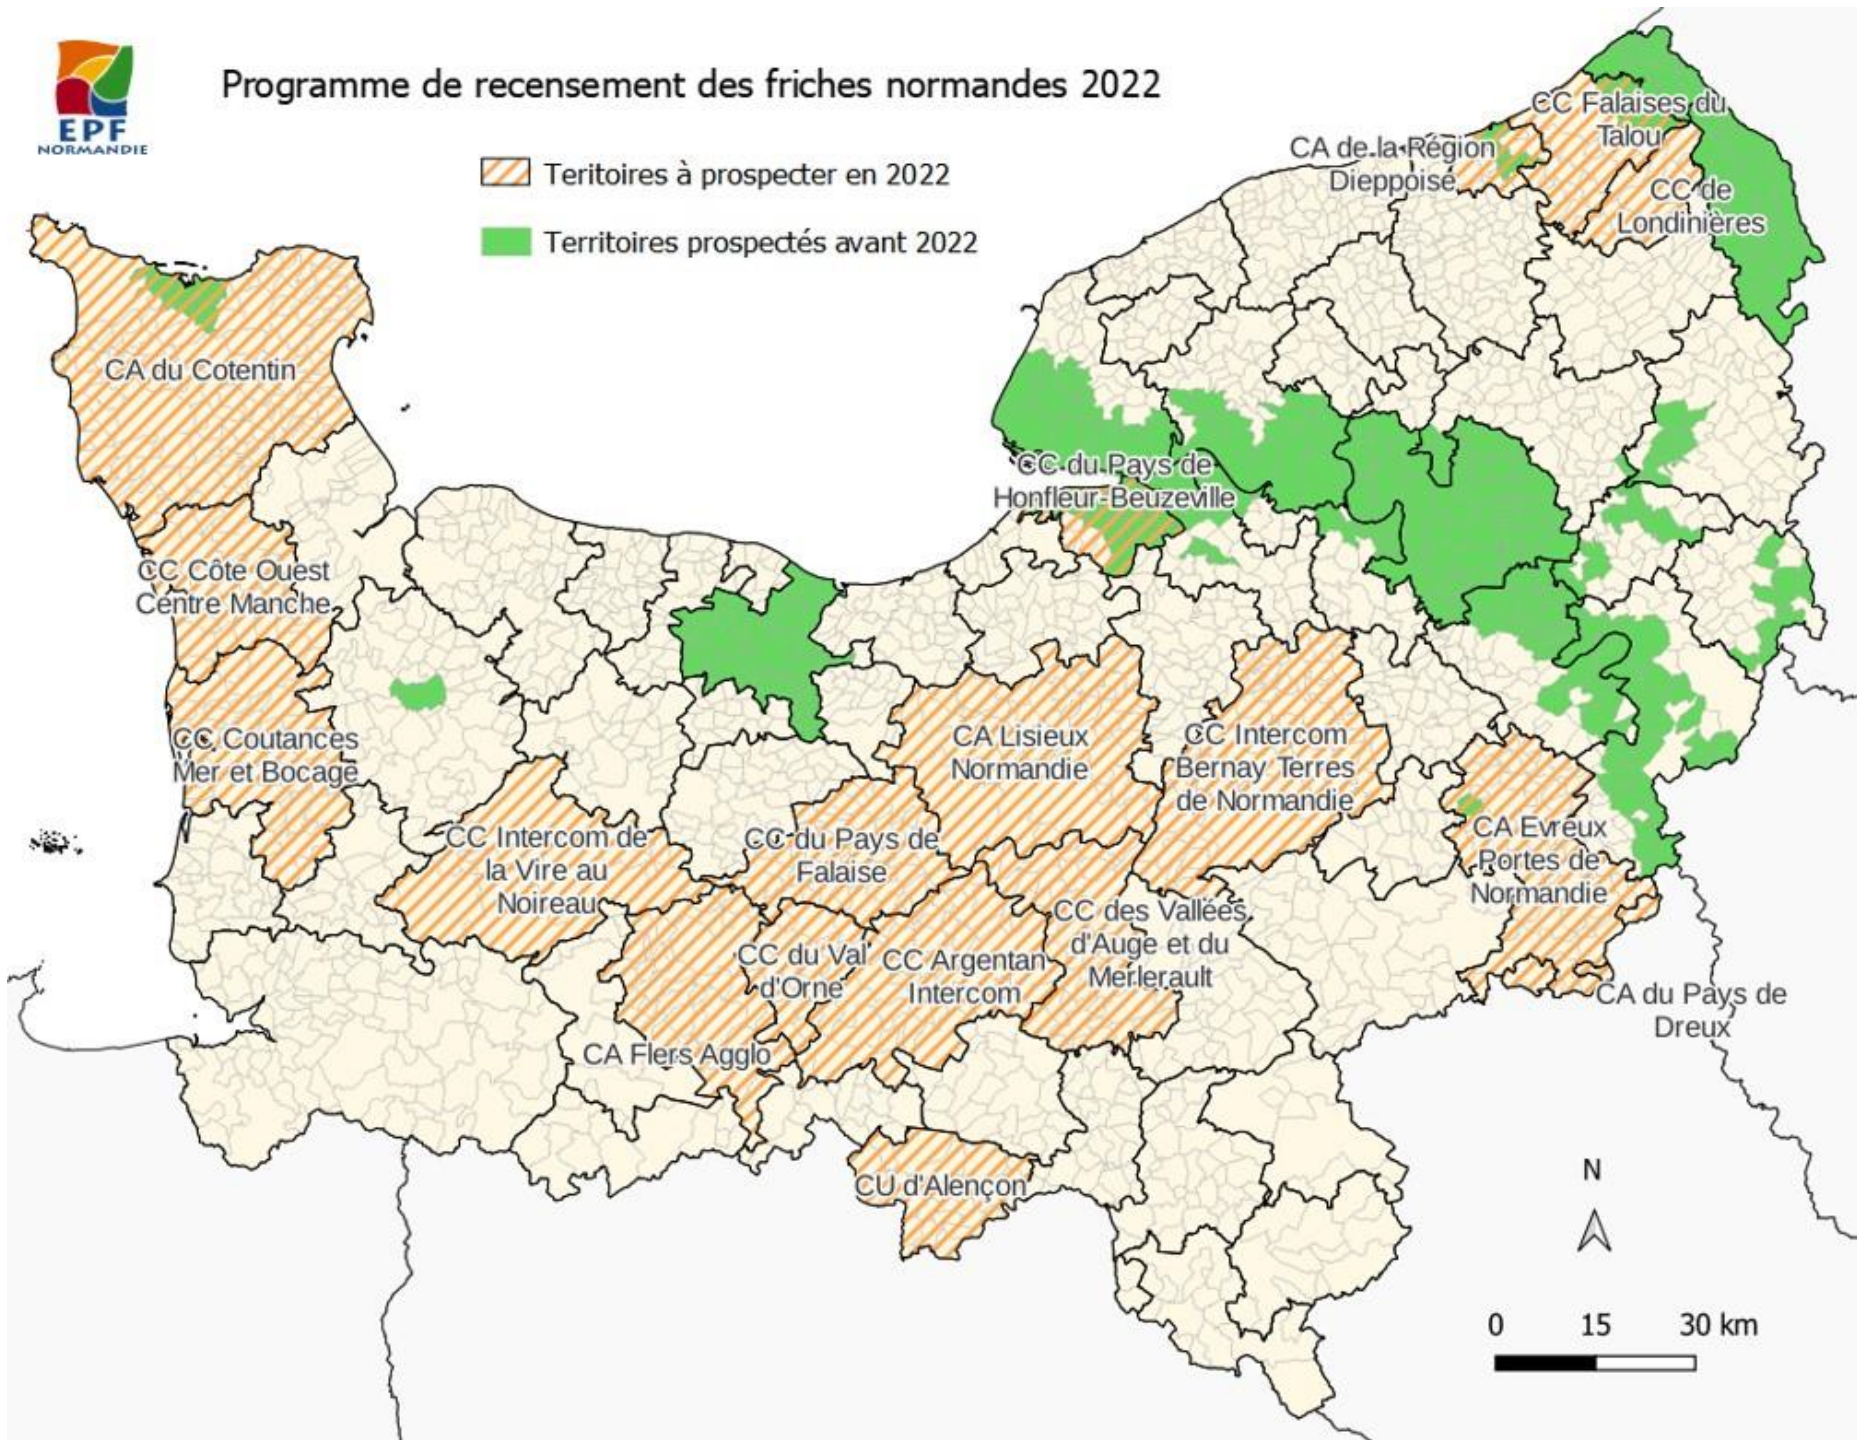 Programme de recensement des friches normandes 2022
EPF
NORMANDIE
Teritoires à prospecter en 2022
Territoires prospectés avant 2022
CC Falaises du
Talou
CA de la Région
Dieppoise
CC de
Londinières
CA du Cotentin
CC du Pays de
Honfleur-Beuzeville
CC Côte Ouest
Centre Manche
CC Coutances
Mer et Bocage
CA Lisieux
Normandie
CC Intercom
Bernay Terres
de Normandie
CC Intercom de
la Vire au
Noireau
CC du Pays de
Falaise
CA Evreux
Portes de
Normandie
CC du Val
d'Orne
CC Argentan
Intercom
CC des Vallées
d'Auge et du
Merlerault
CA du Pays de
Dreux
CA Flers Agglo
CU d'Alençon
N
0 15 30 km